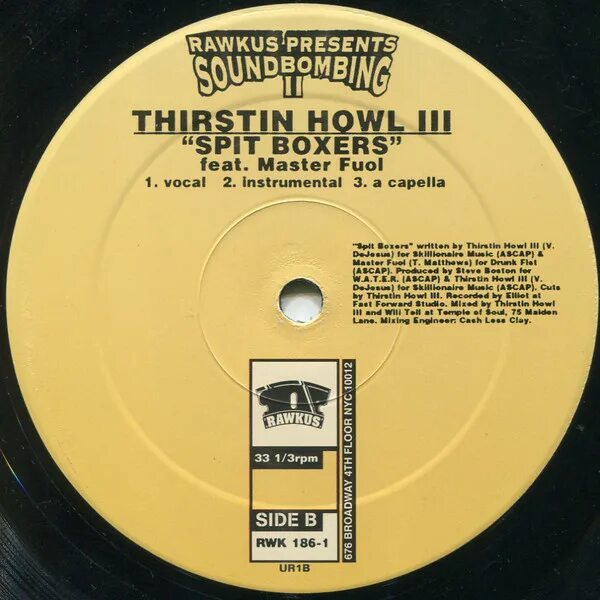 RAWKUS PRESENTS
SOUNDBOMBING
II
THIRSTIN HOWL III
"SPIT BOXERS"
feat. Master Fuol
1. vocal 2. instrumental 3. a capella
"Spit Boxers" written by Thirstin Howl III (V.
DeJesus) for Skillionaire Music (ASCAP) &
Master Fuol (T. Matthews) for Drunk Fist
(ASCAP). Produced by Steve Boston for
W.A.T.E.R. (ASCAP) & Thirstin Howl III (V.
DeJesus) for Skillionaire Music (ASCAP). Cuts
by Thirstin Howl III. Recorded by Elliot at
Fast Forward Studio. Mixed by Thirstin Howl
III and Will Tell at Temple of Soul, 75 Maiden
Lane. Mixing Engineer: Cash Less Clay.
RAWKUS
33 1/3rpm
SIDE B
RWK 186-1
676 BROADWAY 4TH FLOOR NYC 10012
UR1B